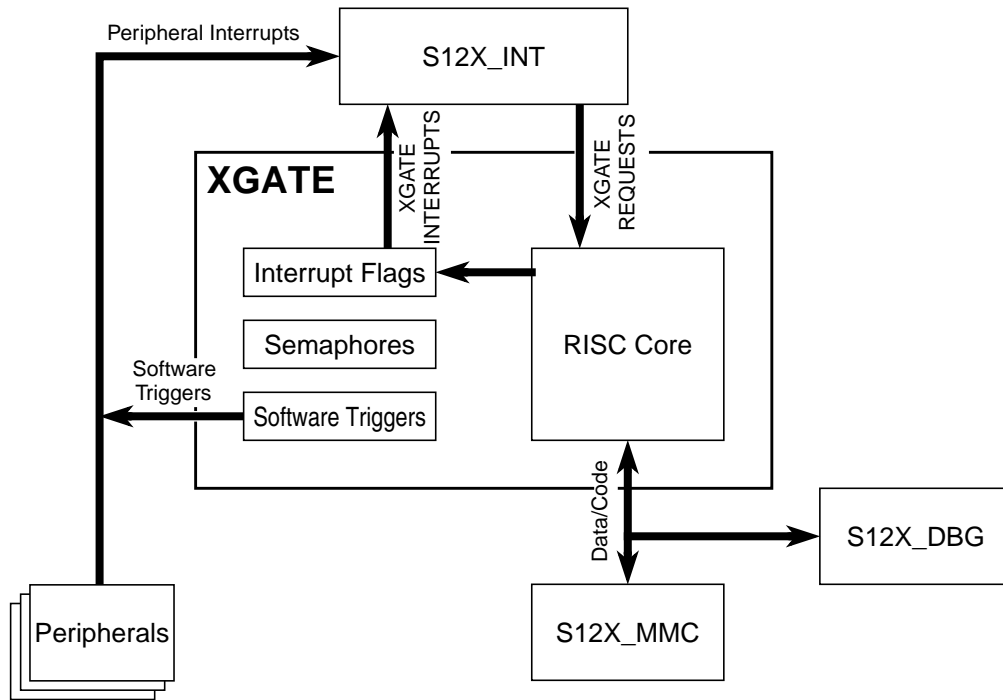 Peripheral Interrupts
S12X_INT
XGATE
INTERRUPTS
XGATE
REQUESTS
XGATE
Interrupt Flags
Semaphores
RISC Core
Software
Triggers
Software Triggers
Data/Code
S12X_DBG
Peripherals
S12X_MMC